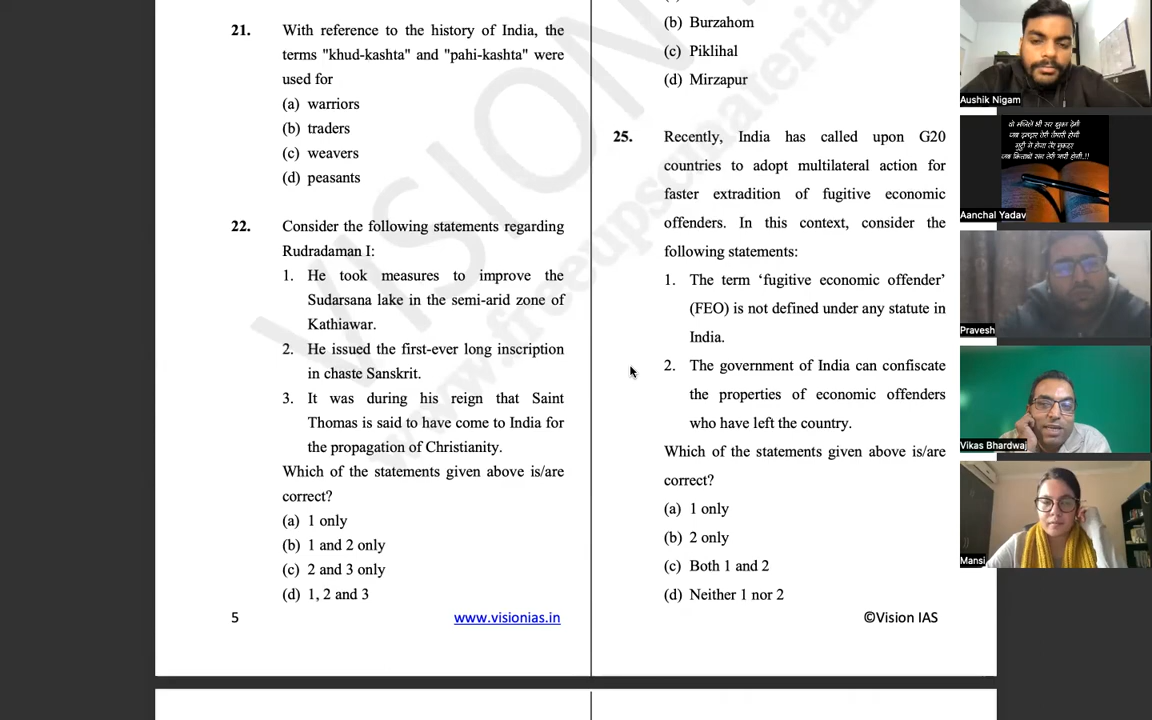 21. With reference to the history of India, the
terms "khud-kashta" and "pahi-kashta" were
used for
(a) warriors
(b) traders
(c) weavers
(d) peasants
22. Consider the following statements regarding
Rudradaman I:
1. He took measures to improve the
Sudarsana lake in the semi-arid zone of
Kathiawar.
2. He issued the first-ever long inscription
in chaste Sanskrit.
3. It was during his reign that Saint
Thomas is said to have come to India for
the propagation of Christianity.
Which of the statements given above is/are
correct?
(a) 1 only
(b) 1 and 2 only
(c) 2 and 3 only
(d) 1, 2 and 3
5 www.visionias.in
(b) Burzahom
(c) Piklihal
(d) Mirzapur
25. Recently, India has called upon G20
countries to adopt multilateral action for
faster extradition of fugitive economic
offenders. In this context, consider the
following statements:
1. The term ‘fugitive economic offender’
(FEO) is not defined under any statute in
India.
2. The government of India can confiscate
the properties of economic offenders
who have left the country.
Which of the statements given above is/are
correct?
(a) 1 only
(b) 2 only
(c) Both 1 and 2
(d) Neither 1 nor 2
©Vision IAS
VISION
Aushik Nigam
Aanchal Yadav
Pravesh
Vikas Bhardwaj
Mansi